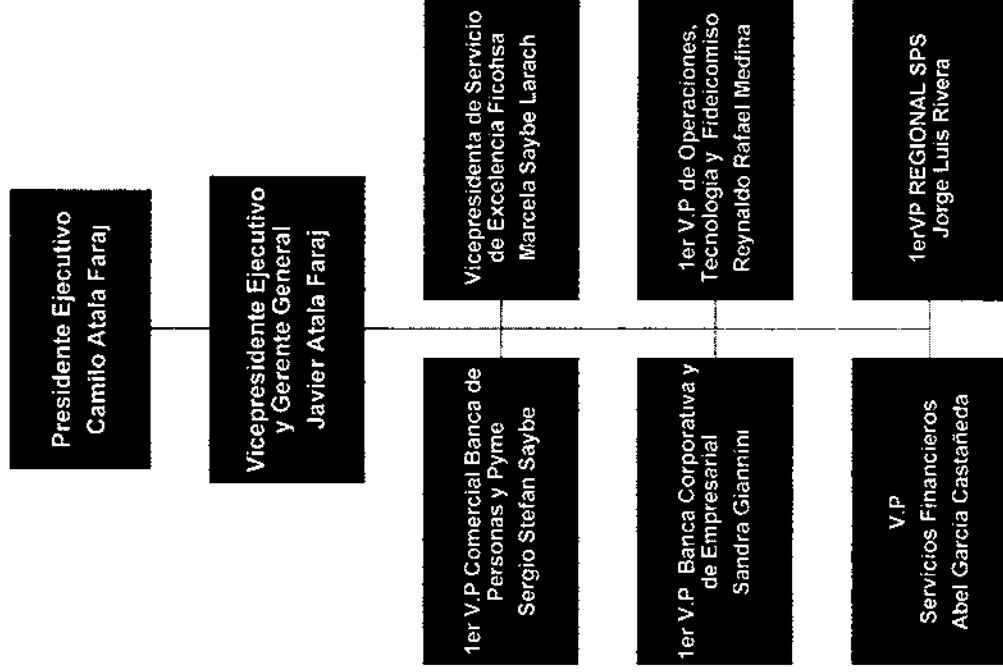 Presidente Ejecutivo
Camilo Atala Faraj
Vicepresidente Ejecutivo
y Gerente General
Javier Atala Faraj
1er V.P Comercial Banca de
Personas y Pyme
Sergio Stefan Saybe
Vicepresidenta de Servicio
de Excelencia Ficohsa
Marcela Saybe Larach
1er V.P Banca Corporativa y
de Empresarial
Sandra Giannini
1er V.P de Operaciones,
Tecnología y Fideicomiso
Reynaldo Rafael Medina
V.P
Servicios Financieros
Abel García Castañeda
1erVP REGIONAL SPS
Jorge Luis Rivera